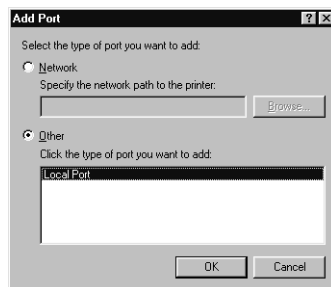 Add Port
Select the type of port you want to add:
Network
Specify the network path to the printer:
Browse...
Other
Click the type of port you want to add:
Local Port
OK
Cancel